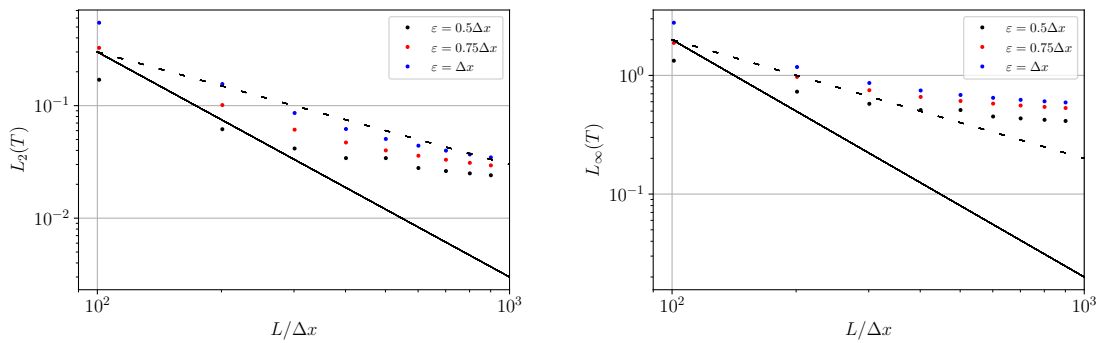 ε = 0.5Δx
ε = 0.75Δx
ε = Δx
10⁻¹
10⁻²
L₂(T)
10²
10³
L/Δx
ε = 0.5Δx
ε = 0.75Δx
ε = Δx
10⁰
10⁻¹
L∞(T)
10²
10³
L/Δx